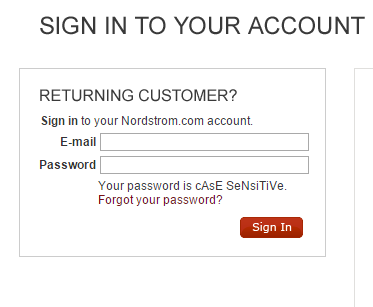 SIGN IN TO YOUR ACCOUNT
RETURNING CUSTOMER?
Sign in to your Nordstrom.com account.
E-mail
Password
Your password is cAsE SeNsiTiVe.
Forgot your password?
Sign In